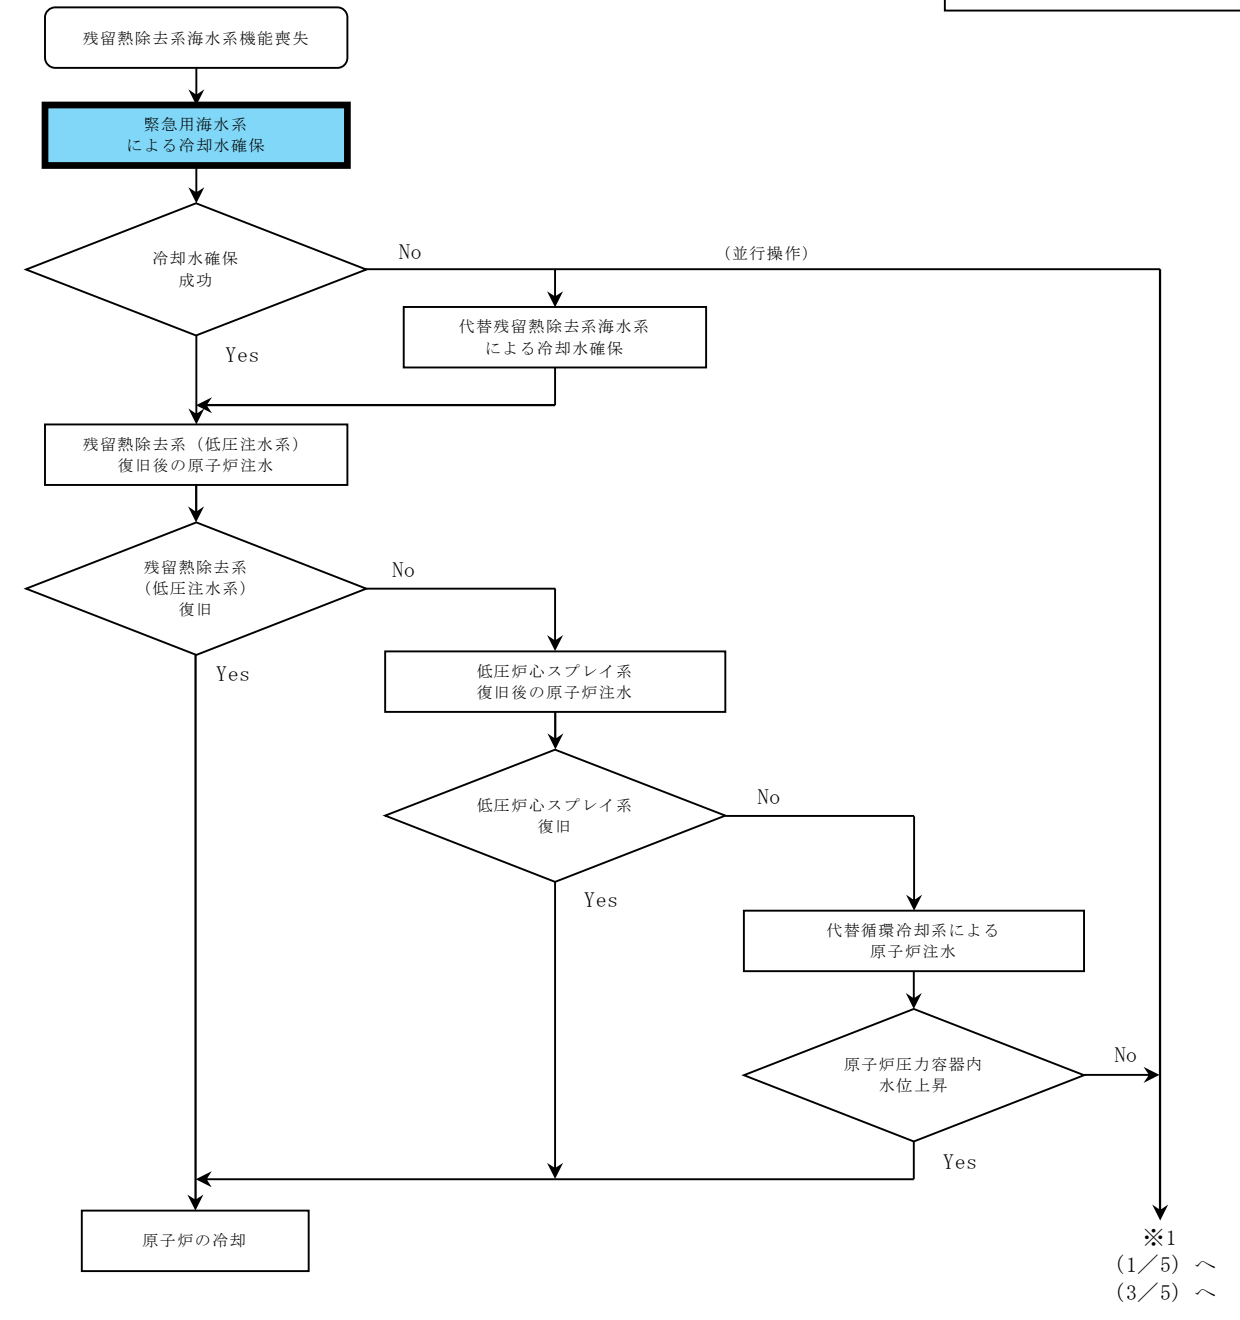 残留熱除去系海水系機能喪失
緊急用海水系
による冷却水確保
冷却水確保
成功
No
(並行操作)
代替残留熱除去系海水系
による冷却水確保
Yes
残留熱除去系(低圧注水系)
復旧後の原子炉注水
残留熱除去系
(低圧注水系)
復旧
No
Yes
低圧炉心スプレイ系
復旧後の原子炉注水
低圧炉心スプレイ系
復旧
No
Yes
代替循環冷却系による
原子炉注水
原子炉圧力容器内
水位上昇
No
Yes
原子炉の冷却
※1
(1/5) へ
(3/5) へ